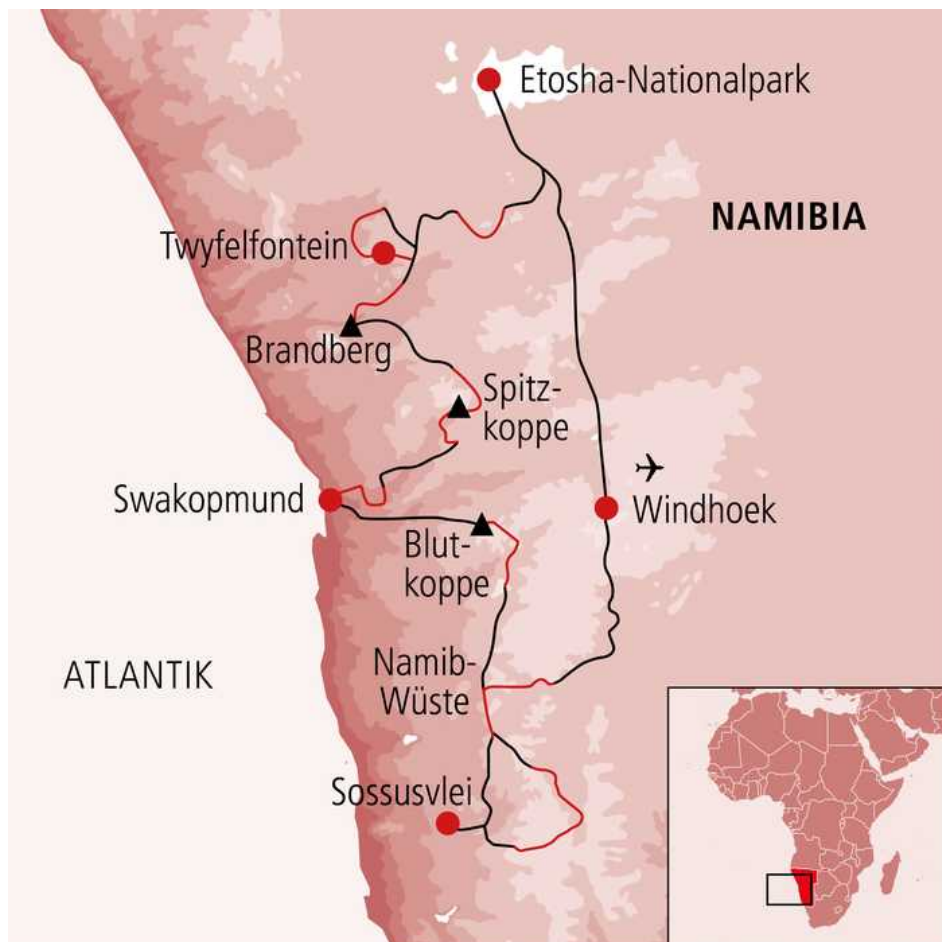 Etosha-Nationalpark
NAMIBIA
Twyfelfontein
Brandberg
Spitz-
koppe
Swakopmund
Windhoek
Blut-
koppe
ATLANTIK
Namib-
Wüste
Sossusvlei